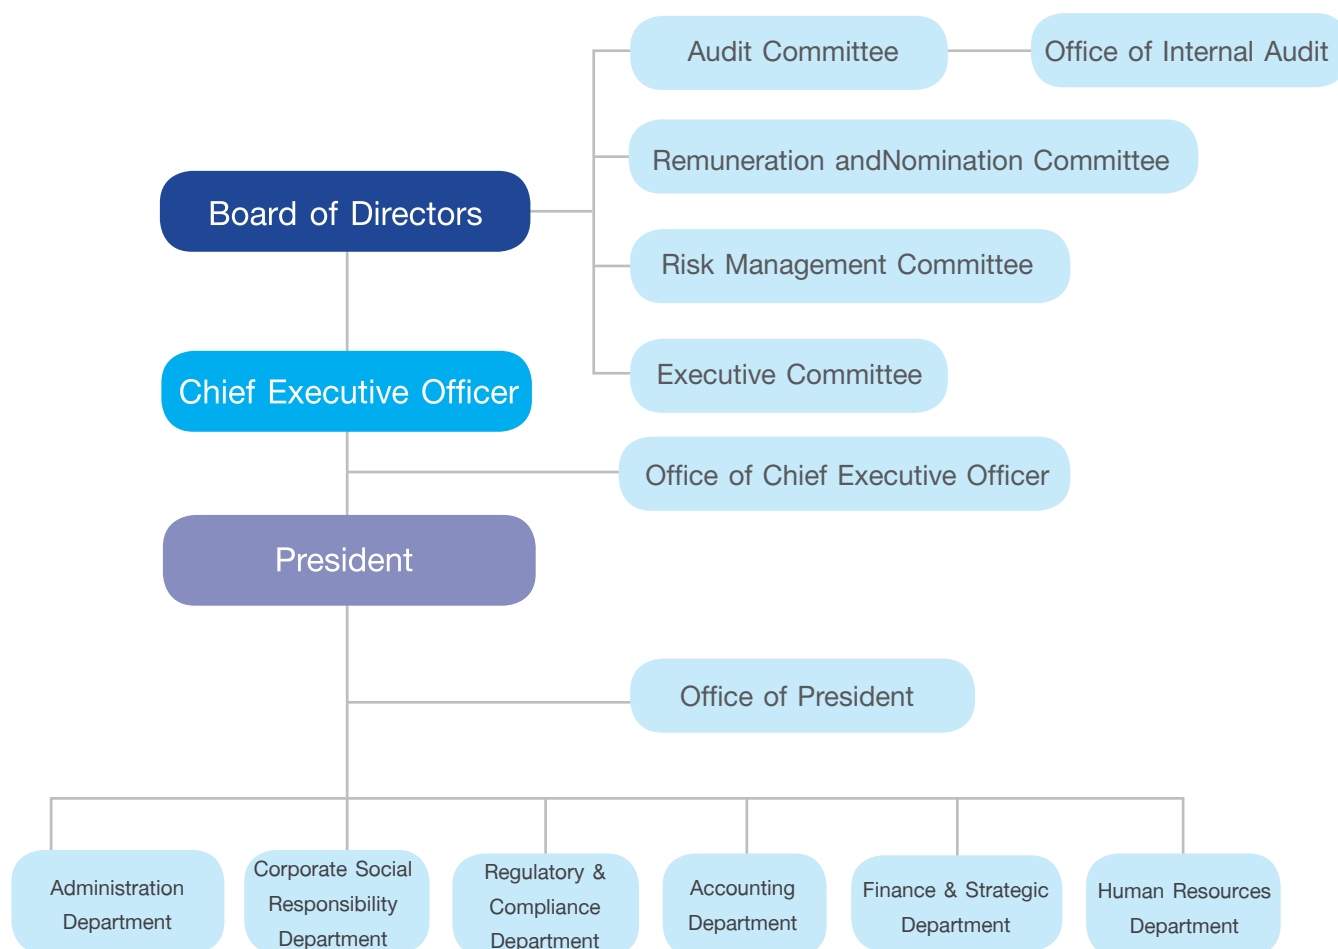 Audit Committee
Office of Internal Audit
Remuneration andNomination Committee
Board of Directors
Risk Management Committee
Executive Committee
Chief Executive Officer
Office of Chief Executive Officer
President
Office of President
Administration
Department
Corporate Social
Responsibility
Department
Regulatory &
Compliance
Department
Accounting
Department
Finance & Strategic
Department
Human Resources
Department